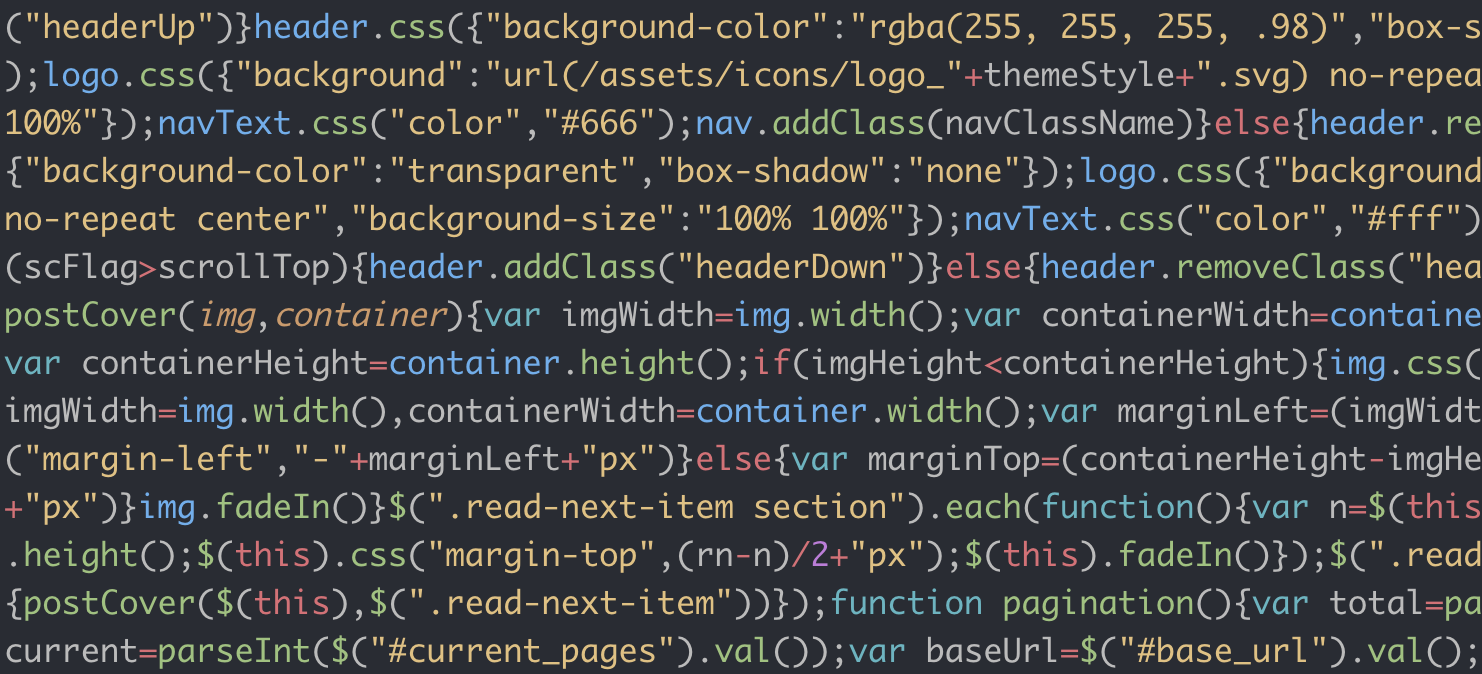 ("headerUp")}header.css({"background-color":"rgba(255, 255, 255, .98)","box-s
);logo.css({"background":"url(/assets/icons/logo_"+themeStyle+".svg) no-repea
100%"});navText.css("color","#666");nav.addClass(navClassName)}else{header.re
{"background-color":"transparent","box-shadow":"none"});logo.css({"background
no-repeat center","background-size":"100% 100%"});navText.css("color","#fff")
(scFlag>scrollTop){header.addClass("headerDown")}else{header.removeClass("hea
postCover(img,container){var imgWidth=img.width();var containerWidth=containe
var containerHeight=container.height();if(imgHeight<containerHeight){img.css(
imgWidth=img.width(),containerWidth=container.width();var marginLeft=(imgWidt
("margin-left","-"+marginLeft+"px")}else{var marginTop=(containerHeight-imgHe
+"px")}img.fadeIn()}$(".read-next-item section").each(function(){var n=$(this
.height();$(this).css("margin-top",(rn-n)/2+"px");$(this).fadeIn()});$(".read
{postCover($(this),$(".read-next-item"))});function pagination(){var total=pa
current=parseInt($("#current_pages").val());var baseUrl=$("#base_url").val();